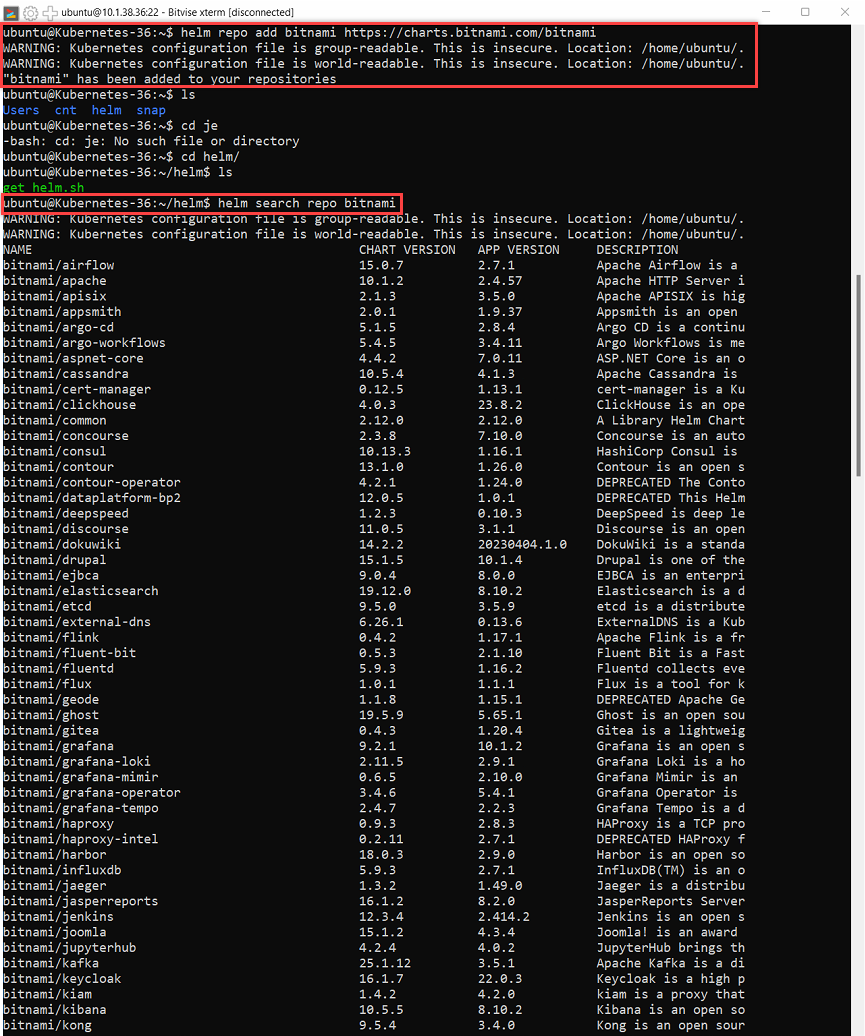 ubuntu@10.1.38.36:22 - Bitvise xterm [disconnected]
ubuntu@Kubernetes-36:~$ helm repo add bitnami https://charts.bitnami.com/bitnami
WARNING: Kubernetes configuration file is group-readable. This is insecure. Location: /home/ubuntu/.
WARNING: Kubernetes configuration file is world-readable. This is insecure. Location: /home/ubuntu/.
"bitnami" has been added to your repositories
ubuntu@Kubernetes-36:~$ ls
Users cnt helm snap
ubuntu@Kubernetes-36:~$ cd je
-bash: cd: je: No such file or directory
ubuntu@Kubernetes-36:~$ cd helm/
ubuntu@Kubernetes-36:~/helm$ ls
get_helm.sh
ubuntu@Kubernetes-36:~/helm$ helm search repo bitnami
WARNING: Kubernetes configuration file is group-readable. This is insecure. Location: /home/ubuntu/.
WARNING: Kubernetes configuration file is world-readable. This is insecure. Location: /home/ubuntu/.
NAME CHART VERSION APP VERSION DESCRIPTION
bitnami/airflow 15.0.7 2.7.1 Apache Airflow is a
bitnami/apache 10.1.2 2.4.57 Apache HTTP Server i
bitnami/apisix 2.1.3 3.5.0 Apache APISIX is hig
bitnami/appsmith 2.0.1 1.9.37 Appsmith is an open
bitnami/argo-cd 5.1.5 2.8.4 Argo CD is a continu
bitnami/argo-workflows 5.4.5 3.4.11 Argo Workflows is me
bitnami/aspnet-core 4.4.2 7.0.11 ASP.NET Core is an o
bitnami/cassandra 10.5.4 4.1.3 Apache Cassandra is
bitnami/cert-manager 0.12.5 1.13.1 cert-manager is a Ku
bitnami/clickhouse 4.0.3 23.8.2 ClickHouse is an ope
bitnami/common 2.12.0 2.12.0 A Library Helm Chart
bitnami/concourse 2.3.8 7.10.0 Concourse is an auto
bitnami/consul 10.13.3 1.16.1 HashiCorp Consul is
bitnami/contour 13.1.0 1.26.0 Contour is an open s
bitnami/contour-operator 4.2.1 1.24.0 DEPRECATED The Conto
bitnami/dataplatform-bp2 12.0.5 1.0.1 DEPRECATED This Helm
bitnami/deepspeed 1.2.3 0.10.3 DeepSpeed is deep le
bitnami/discourse 11.0.5 3.1.1 Discourse is an open
bitnami/dokuwiki 14.2.2 20230404.1.0 DokuWiki is a standa
bitnami/drupal 15.1.5 10.1.4 Drupal is one of the
bitnami/ejbca 9.0.4 8.0.0 EJBCA is an enterpri
bitnami/elasticsearch 19.12.0 8.10.2 Elasticsearch is a d
bitnami/etcd 9.5.0 3.5.9 etcd is a distribute
bitnami/external-dns 6.26.1 0.13.6 ExternalDNS is a Kub
bitnami/flink 0.4.2 1.17.1 Apache Flink is a fr
bitnami/fluent-bit 0.5.3 2.1.10 Fluent Bit is a Fast
bitnami/fluentd 5.9.3 1.16.2 Fluentd collects eve
bitnami/flux 1.0.1 1.1.1 Flux is a tool for k
bitnami/geode 1.1.8 1.15.1 DEPRECATED Apache Ge
bitnami/ghost 19.5.9 5.65.1 Ghost is an open sou
bitnami/gitea 0.4.3 1.20.4 Gitea is a lightweig
bitnami/grafana 9.2.1 10.1.2 Grafana is an open s
bitnami/grafana-loki 2.11.5 2.9.1 Grafana Loki is a ho
bitnami/grafana-mimir 0.6.5 2.10.0 Grafana Mimir is an
bitnami/grafana-operator 3.4.6 5.4.1 Grafana Operator is
bitnami/grafana-tempo 2.4.7 2.2.3 Grafana Tempo is a d
bitnami/haproxy 0.9.3 2.8.3 HAProxy is a TCP pro
bitnami/haproxy-intel 0.2.11 2.7.1 DEPRECATED HAProxy f
bitnami/harbor 18.0.3 2.9.0 Harbor is an open so
bitnami/influxdb 5.9.3 2.7.1 InfluxDB(TM) is an o
bitnami/jaeger 1.3.2 1.49.0 Jaeger is a distribu
bitnami/jasperreports 16.1.2 8.2.0 JasperReports Server
bitnami/jenkins 12.3.4 2.414.2 Jenkins is an open s
bitnami/joomla 15.1.2 4.3.4 Joomla! is an award
bitnami/jupyterhub 4.2.4 4.0.2 JupyterHub brings th
bitnami/kafka 25.1.12 3.5.1 Apache Kafka is a di
bitnami/keycloak 16.1.7 22.0.3 Keycloak is a high p
bitnami/kiam 1.4.2 4.2.0 kiam is a proxy that
bitnami/kibana 10.5.5 8.10.2 Kibana is an open so
bitnami/kong 9.5.4 3.4.0 Kong is an open sour